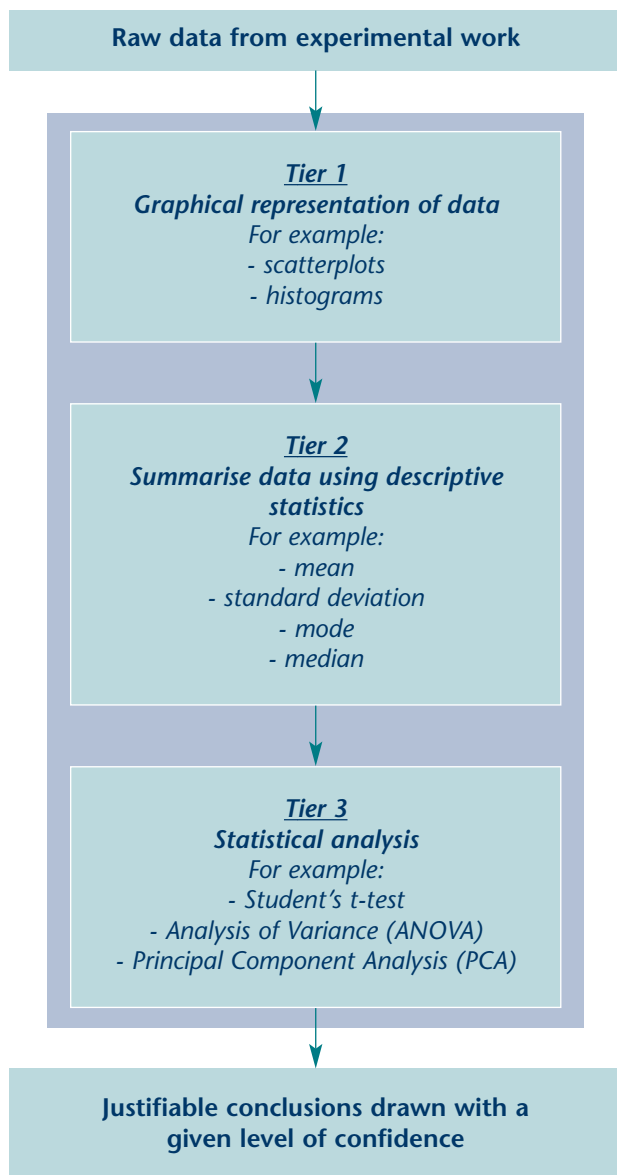 Raw data from experimental work
Tier 1
Graphical representation of data
For example:
- scatterplots
- histograms
Tier 2
Summarise data using descriptive
statistics
For example:
- mean
- standard deviation
- mode
- median
Tier 3
Statistical analysis
For example:
- Student’s t-test
- Analysis of Variance (ANOVA)
- Principal Component Analysis (PCA)
Justifiable conclusions drawn with a
given level of confidence